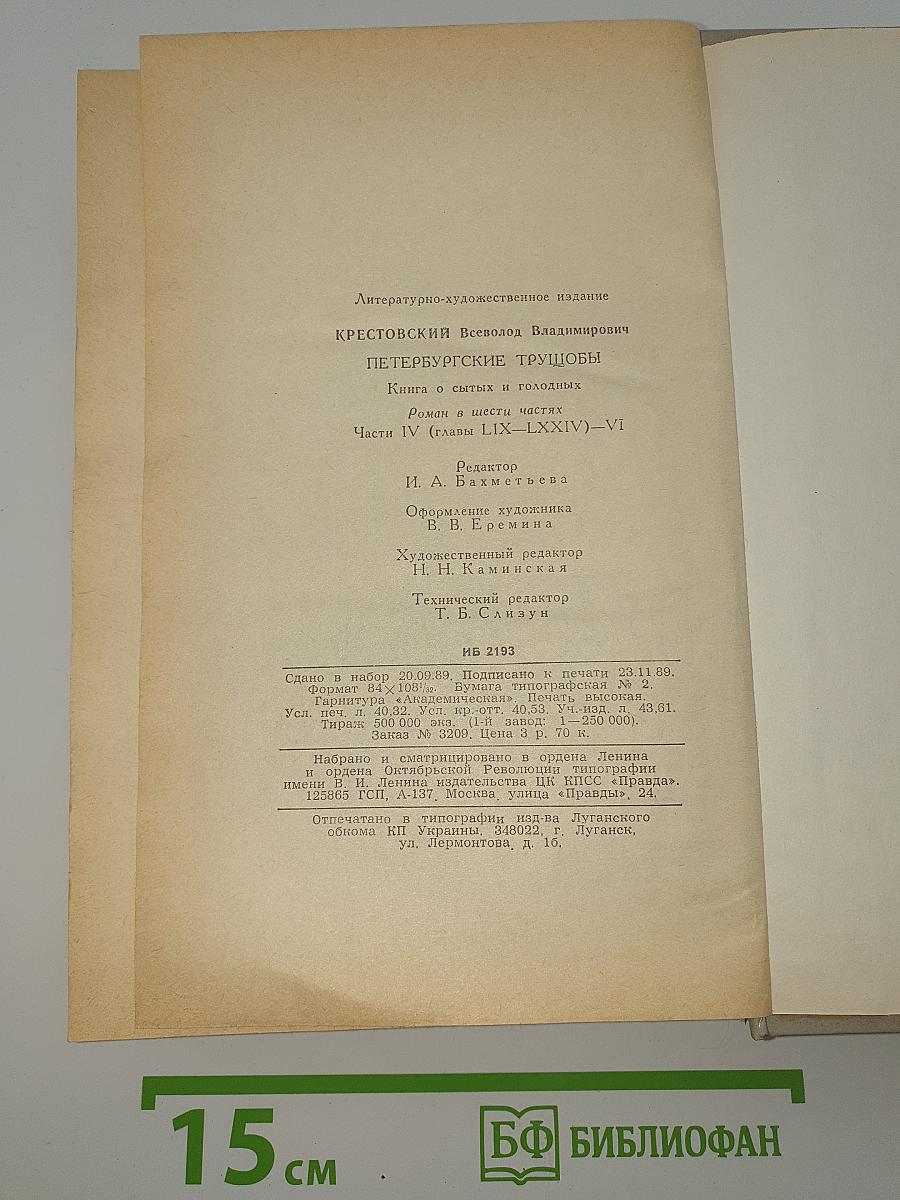 Литературно-художественное издание
КРЕСТОВСКИЙ Всеволод Владимирович
ПЕТЕРБУРГСКИЕ ТРУЩОБЫ
Книга о сытых и голодных
Роман в шести частях
Части IV (главы LIX—LXXIV)—VI
Редактор
И. А. Бахметьева
Оформление художника
В. В. Еремина
Художественный редактор
Н. Н. Каминская
Технический редактор
Т. Б. Слизун
ИБ 2193
Сдано в набор 20.09.89. Подписано к печати 23.11.89.
Формат 84×108¹/₃₂. Бумага типографская № 2.
Гарнитура «Академическая». Печать высокая.
Усл. печ. л. 40,32. Усл. кр.-отт. 40,53. Уч.-изд. л. 43,61.
Тираж 500 000 экз. (1-й завод: 1—250 000).
Заказ № 3209. Цена 3 р. 70 к.
Набрано и сматрицировано в ордена Ленина
и ордена Октябрьской Революции типографии
имени В. И. Ленина издательства ЦК КПСС «Правда».
125865 ГСП, А-137, Москва, улица «Правды», 24.
Отпечатано в типографии изд-ва Луганского
обкома КП Украины, 348022, г. Луганск,
ул. Лермонтова, д. 1б.
15 см
БФ БИБЛИОФАН